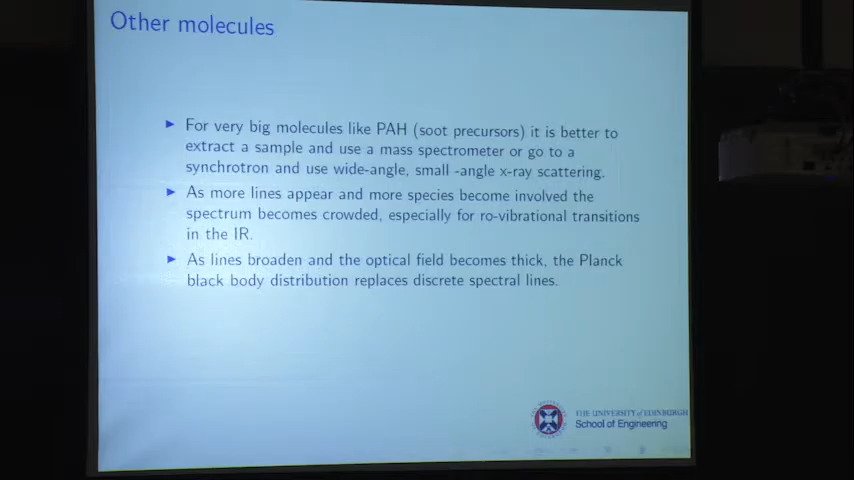 Other molecules
For very big molecules like PAH (soot precursors) it is better to
extract a sample and use a mass spectrometer or go to a
synchrotron and use wide-angle, small -angle x-ray scattering.
As more lines appear and more species become involved the
spectrum becomes crowded, especially for ro-vibrational transitions
in the IR.
As lines broaden and the optical field becomes thick, the Planck
black body distribution replaces discrete spectral lines.
THE UNIVERSITY of EDINBURGH
School of Engineering